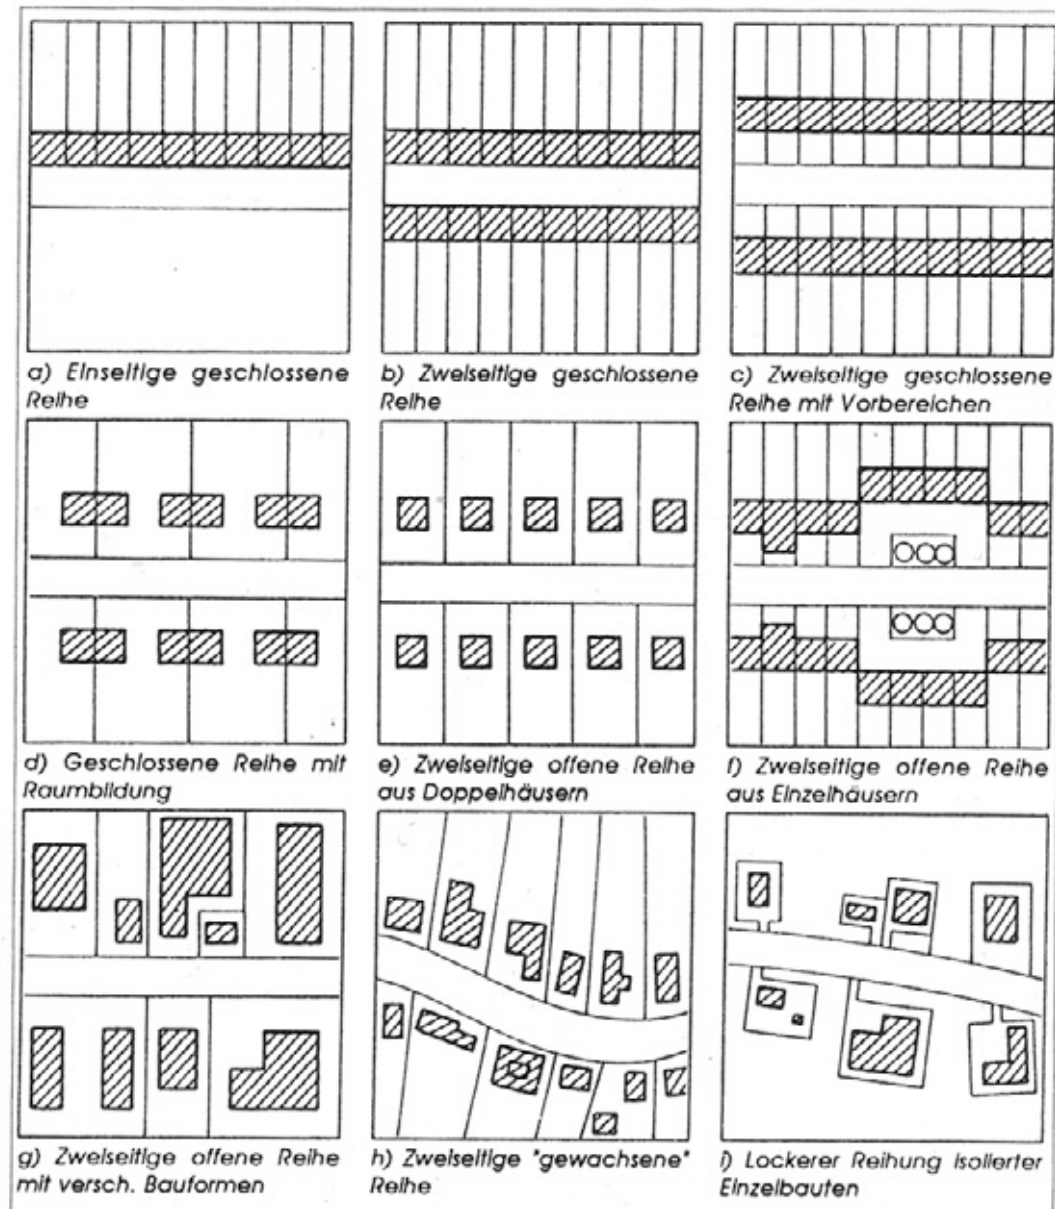 a) Einseitige geschlossene
Reihe
b) Zweiseitige geschlossene
Reihe
c) Zweiseitige geschlossene
Reihe mit Vorbereichen
d) Geschlossene Reihe mit
Raumbildung
e) Zweiseitige offene Reihe
aus Doppelhäusern
f) Zweiseitige offene Reihe
aus Einzelhäusern
g) Zweiseitige offene Reihe
mit versch. Bauformen
h) Zweiseitige "gewachsene"
Reihe
i) Lockerer Reihung isolierter
Einzelbauten